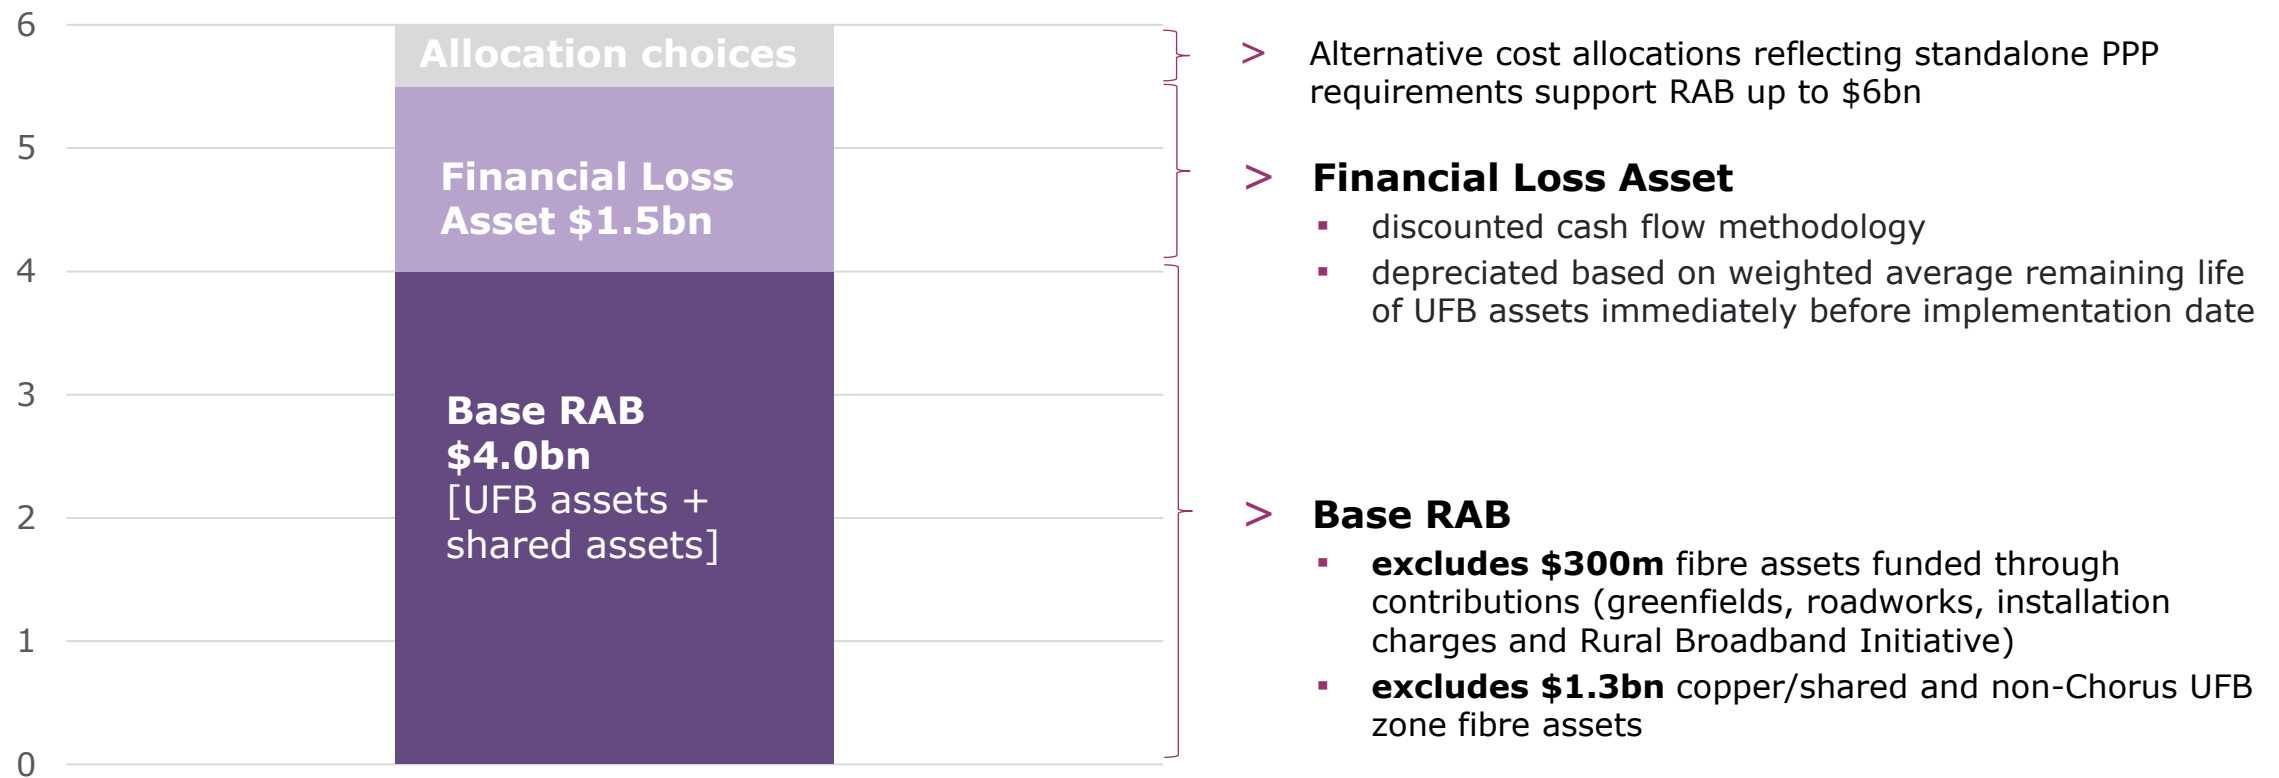 6
5
4
3
2
1
0
Allocation choices
Financial Loss
Asset $1.5bn
Base RAB
$4.0bn
[UFB assets +
shared assets]
> Alternative cost allocations reflecting standalone PPP
requirements support RAB up to $6bn
> Financial Loss Asset
▪ discounted cash flow methodology
▪ depreciated based on weighted average remaining life
of UFB assets immediately before implementation date
> Base RAB
▪ excludes $300m fibre assets funded through
contributions (greenfields, roadworks, installation
charges and Rural Broadband Initiative)
▪ excludes $1.3bn copper/shared and non-Chorus UFB
zone fibre assets